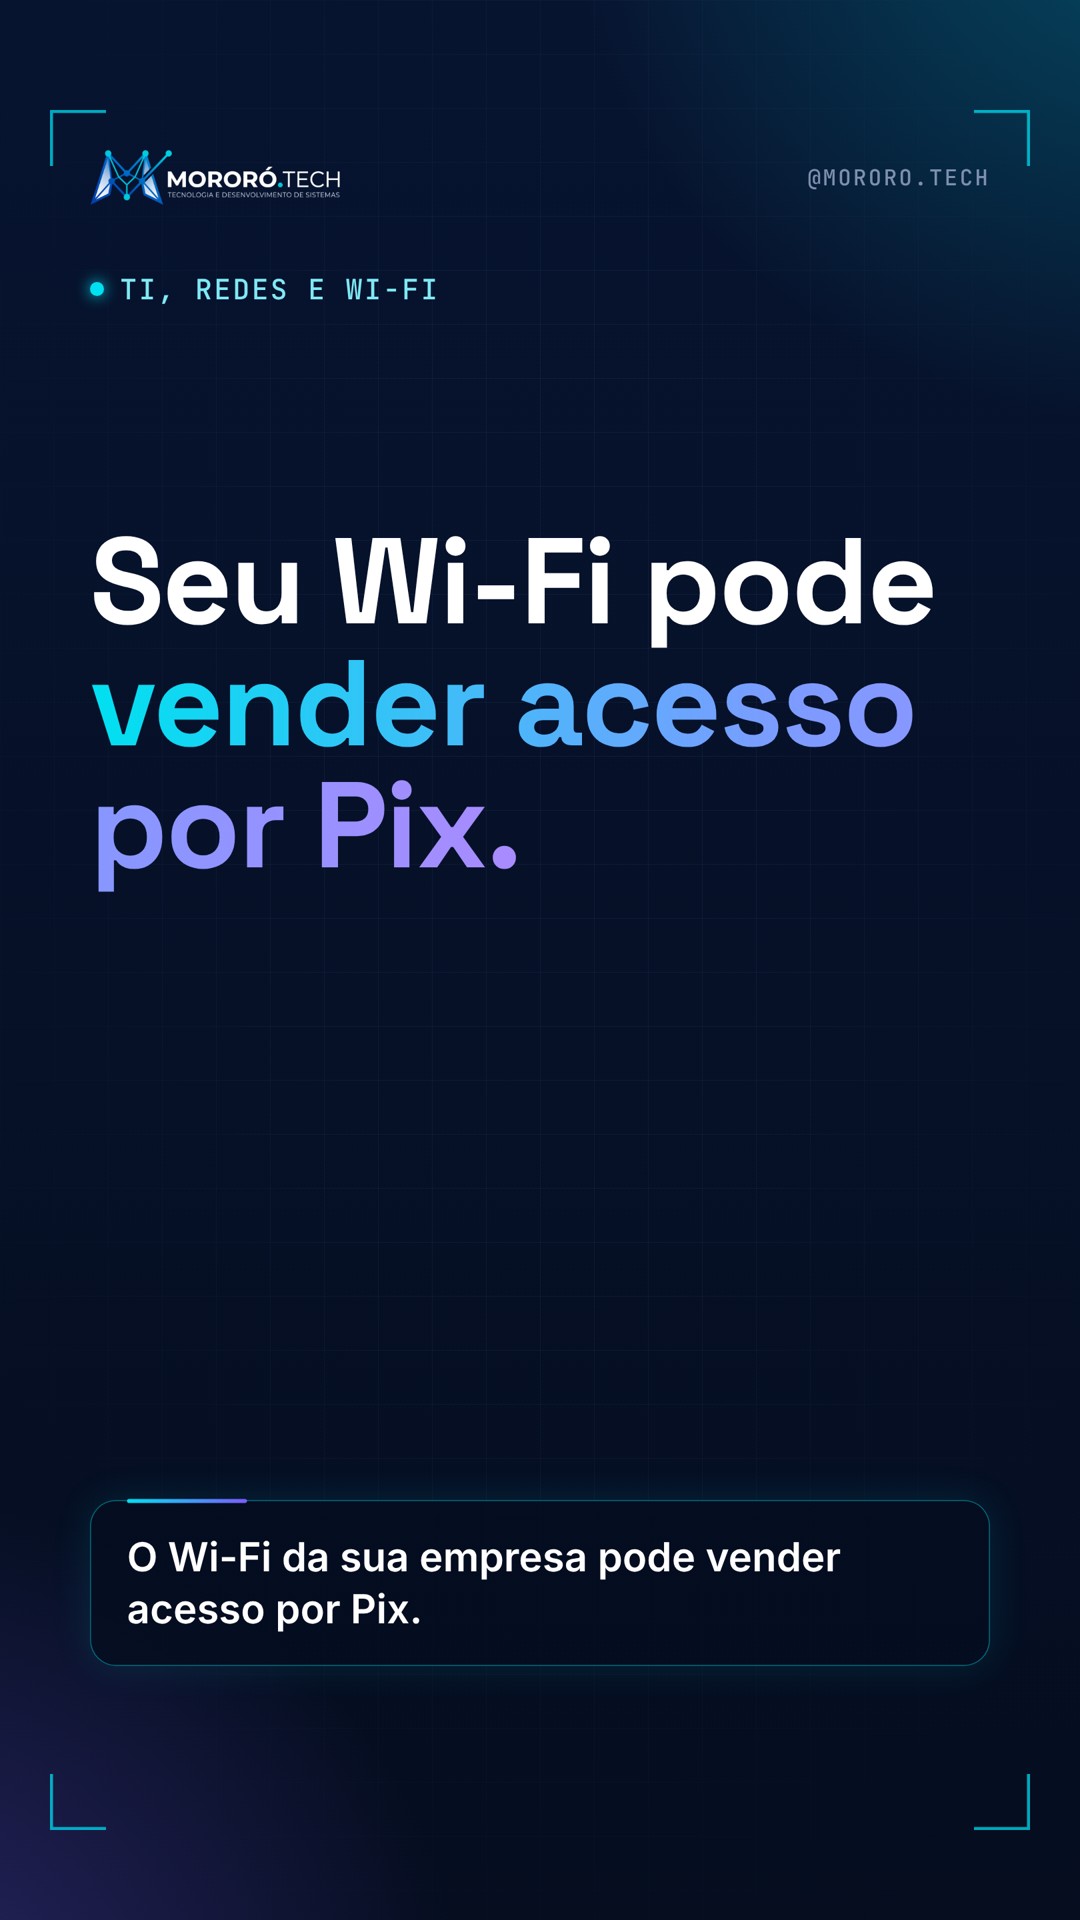 MORORÓ.TECH
TECNOLOGIA E DESENVOLVIMENTO DE SISTEMAS
@MORORO.TECH
TI, REDES E WI-FI
Seu Wi-Fi pode
vender acesso
por Pix.
O Wi-Fi da sua empresa pode vender
acesso por Pix.